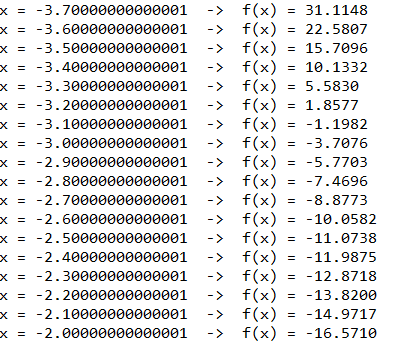 x = -3.70000000000001  ->  f(x) = 31.1148
x = -3.60000000000001  ->  f(x) = 22.5807
x = -3.50000000000001  ->  f(x) = 15.7096
x = -3.40000000000001  ->  f(x) = 10.1332
x = -3.30000000000001  ->  f(x) = 5.5830
x = -3.20000000000001  ->  f(x) = 1.8577
x = -3.10000000000001  ->  f(x) = -1.1982
x = -3.00000000000001  ->  f(x) = -3.7076
x = -2.90000000000001  ->  f(x) = -5.7703
x = -2.80000000000001  ->  f(x) = -7.4696
x = -2.70000000000001  ->  f(x) = -8.8773
x = -2.60000000000001  ->  f(x) = -10.0582
x = -2.50000000000001  ->  f(x) = -11.0738
x = -2.40000000000001  ->  f(x) = -11.9875
x = -2.30000000000001  ->  f(x) = -12.8718
x = -2.20000000000001  ->  f(x) = -13.8200
x = -2.10000000000001  ->  f(x) = -14.9717
x = -2.00000000000001  ->  f(x) = -16.5710